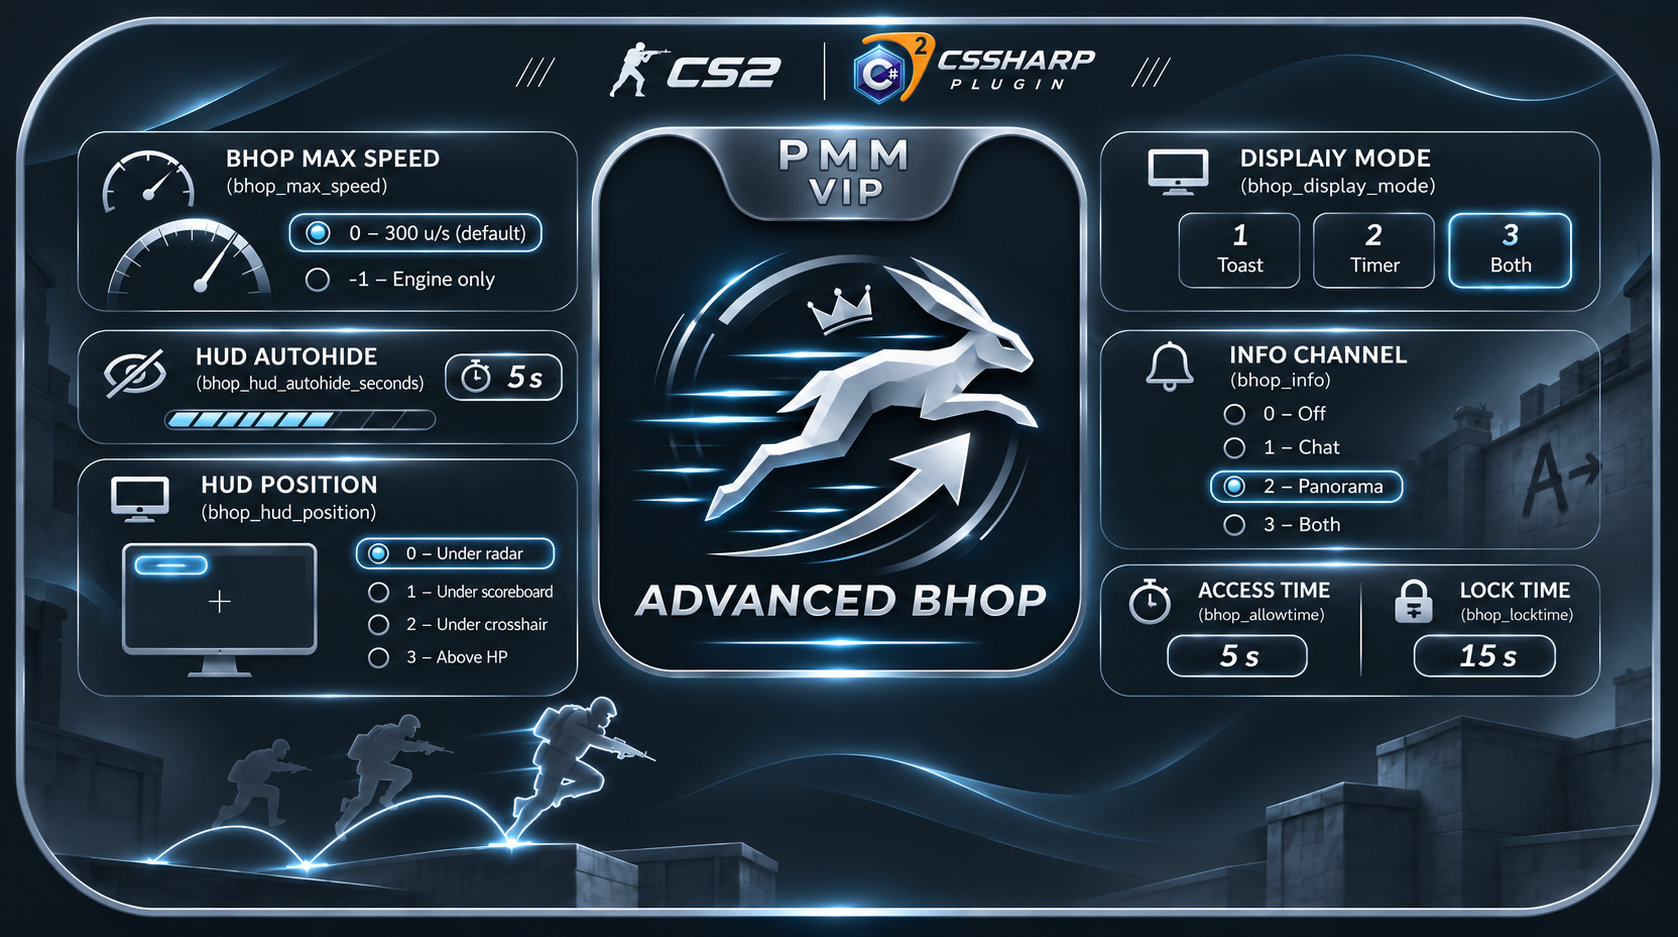 CS2
C#
2
CSSHARP
PLUGIN
BHOP MAX SPEED
(bhop_max_speed)
0 – 300 u/s (default)
-1 – Engine only
HUD AUTOHIDE
(bhop_hud_autohide_seconds)
5 s
HUD POSITION
(bhop_hud_position)
0 – Under radar
1 – Under scoreboard
2 – Under crosshair
3 – Above HP
PMM
VIP
ADVANCED BHOP
DISPLAIY MODE
(bhop_display_mode)
1
Toast
2
Timer
3
Both
INFO CHANNEL
(bhop_info)
0 – Off
1 – Chat
2 – Panorama
3 – Both
A→
ACCESS TIME
(bhop_allowtime)
5 s
LOCK TIME
(bhop_locktime)
15 s